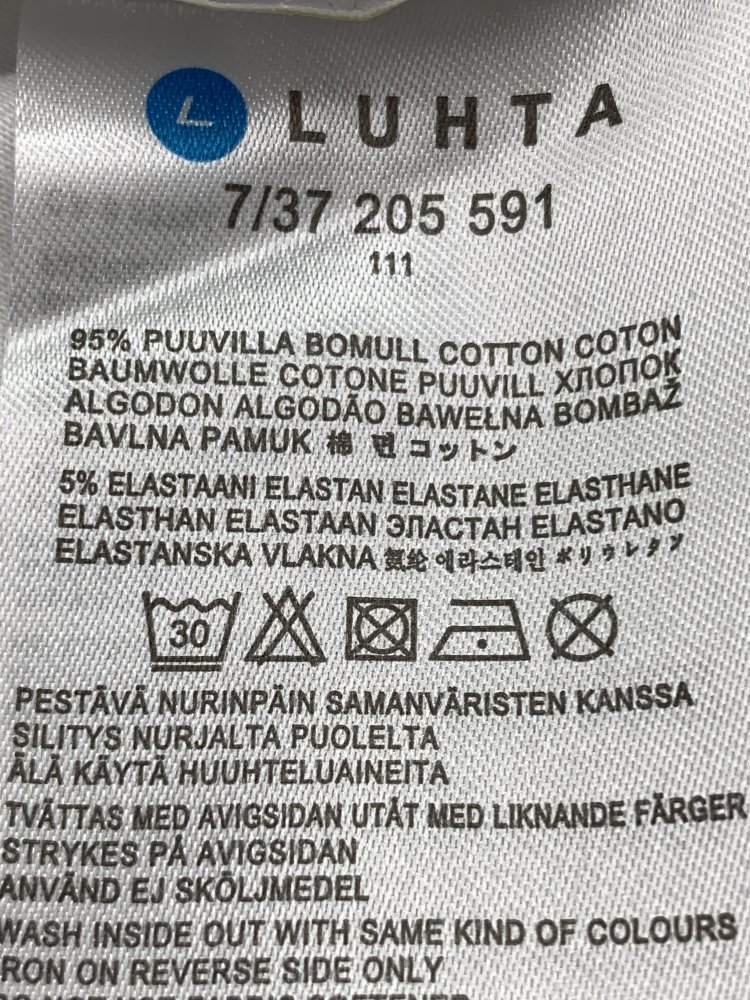 L LUHTA
7/37 205 591
111
95% PUUVILLA BOMULL COTTON COTON
BAUMWOLLE COTONE PUUVILL ХЛОПОК
ALGODON ALGODÃO BAWEŁNA BOMBAŽ
BAVLNA PAMUK 棉 면 コットン
5% ELASTAANI ELASTAN ELASTANE ELASTHANE
ELASTHAN ELASTAAN ЭЛАСТАН ELASTANO
ELASTANSKA VLAKNA 氨纶 에라스테인 ポリウレタン
30
PESTÄVÄ NURINPÄIN SAMANVÄRISTEN KANSSA
SILITYS NURJALTA PUOLELTA
ÄLÄ KÄYTÄ HUUHTELUAINEITA
TVÄTTAS MED AVIGSIDAN UTÅT MED LIKNANDE FÄRGER
STRYKES PÅ AVIGSIDAN
ANVÄND EJ SKÖLJMEDEL
WASH INSIDE OUT WITH SAME KIND OF COLOURS
RON ON REVERSE SIDE ONLY